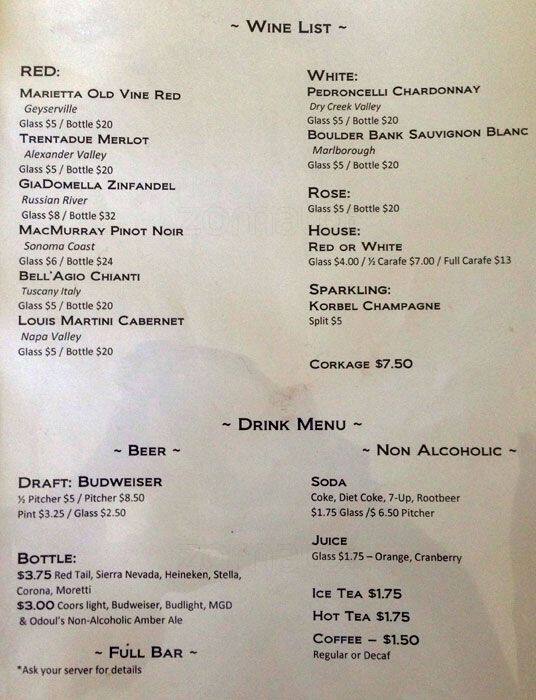 ~ Wine List ~
RED:
Marietta Old Vine Red
Geyserville
Glass $5 / Bottle $20
Trentadue Merlot
Alexander Valley
Glass $5 / Bottle $20
GiaDomella Zinfandel
Russian River
Glass $8 / Bottle $32
MacMurray Pinot Noir
Sonoma Coast
Glass $6 / Bottle $24
Bell'Agio Chianti
Tuscany Italy
Glass $5 / Bottle $20
Louis Martini Cabernet
Napa Valley
Glass $5 / Bottle $20
White:
Pedroncelli Chardonnay
Dry Creek Valley
Glass $5 / Bottle $20
Boulder Bank Sauvignon Blanc
Marlborough
Glass $5 / Bottle $20
Rose:
Glass $5 / Bottle $20
House:
Red or White
Glass $4.00 / ½ Carafe $7.00 / Full Carafe $13
Sparkling:
Korbel Champagne
Split $5
Corkage $7.50
~ Drink Menu ~
~ Beer ~
Draft: Budweiser
½ Pitcher $5 / Pitcher $8.50
Pint $3.25 / Glass $2.50
Bottle:
$3.75 Red Tail, Sierra Nevada, Heineken, Stella,
Corona, Moretti
$3.00 Coors light, Budweiser, Budlight, MGD
& Odoul's Non-Alcoholic Amber Ale
~ Full Bar ~
*Ask your server for details
~ Non Alcoholic ~
Soda
Coke, Diet Coke, 7-Up, Rootbeer
$1.75 Glass /$ 6.50 Pitcher
Juice
Glass $1.75 – Orange, Cranberry
Ice Tea $1.75
Hot Tea $1.75
Coffee – $1.50
Regular or Decaf